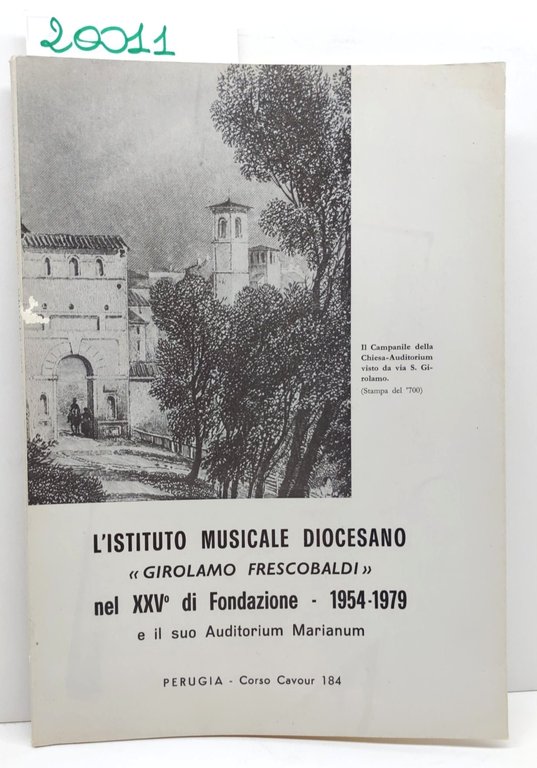 20011
Il Campanile della
Chiesa-Auditorium
visto da via S. Gi-
rolamo.
(Stampa del '700)
L'ISTITUTO MUSICALE DIOCESANO
« GIROLAMO FRESCOBALDI »
nel XXVº di Fondazione - 1954-1979
e il suo Auditorium Marianum
PERUGIA - Corso Cavour 184